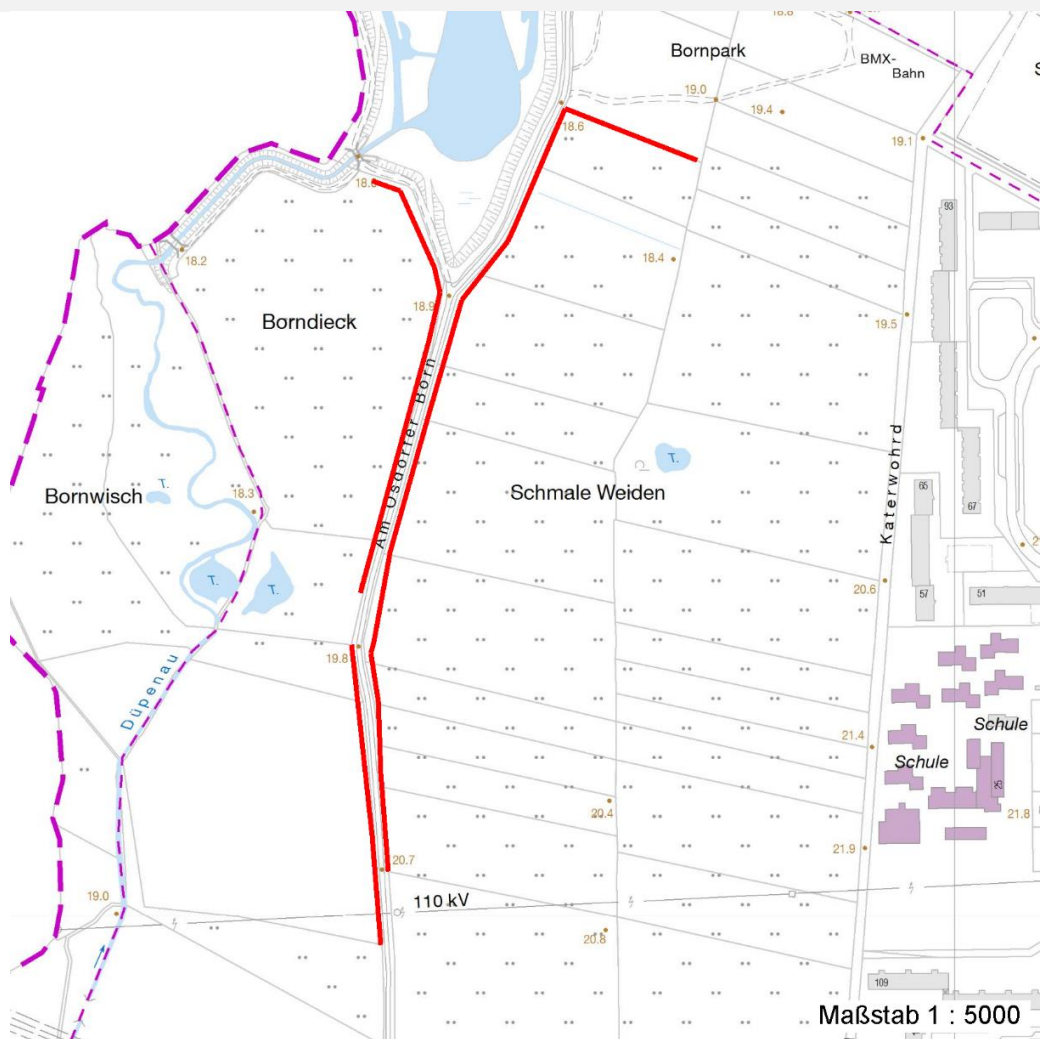 18.8
Bornpark
BMX-
Bahn
19.0
19.4
18.6
19.1
93
18.2
18.4
18.9
19.5
Borndieck
Am Osdorfer Born
T.
Bornwisch
T.
18.3
Schmale Weiden
Katerwohrd
65
67
T.
T.
57
20.6
51
19.8
Düpenau
21.4
Schule
Schule
25
20.4
21.8
21.9
20.7
19.0
110 kV
20.8
109
Maßstab 1 : 5000